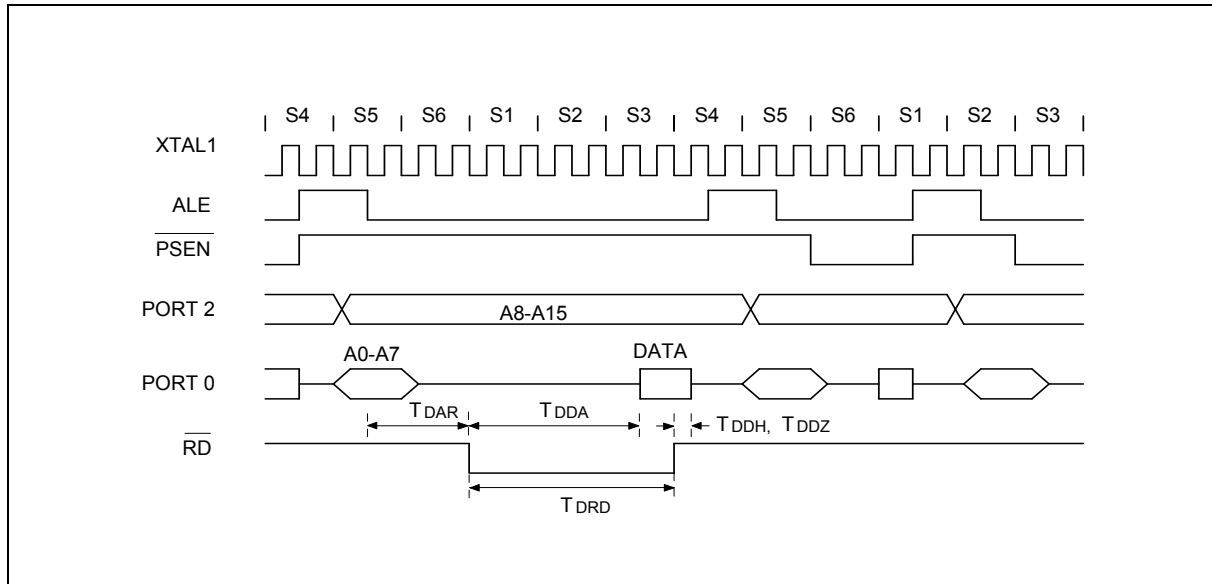 S4 S5 S6 S1 S2 S3 S4 S5 S6 S1 S2 S3
XTAL1
ALE
PSEN
PORT 2
A8-A15
A0-A7
DATA
PORT 0
TDAR
TDDA
TDDH, TDDZ
RD
TDRD